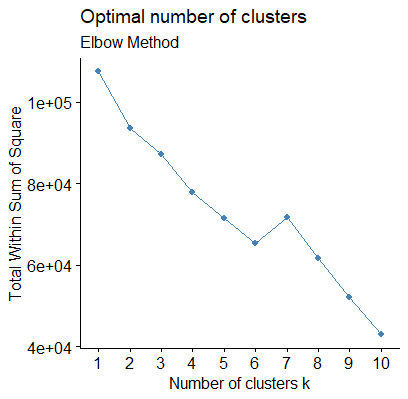 Optimal number of clusters
Elbow Method
Total Within Sum of Square
1e+05
8e+04
6e+04
4e+04
1 2 3 4 5 6 7 8 9 10
Number of clusters k